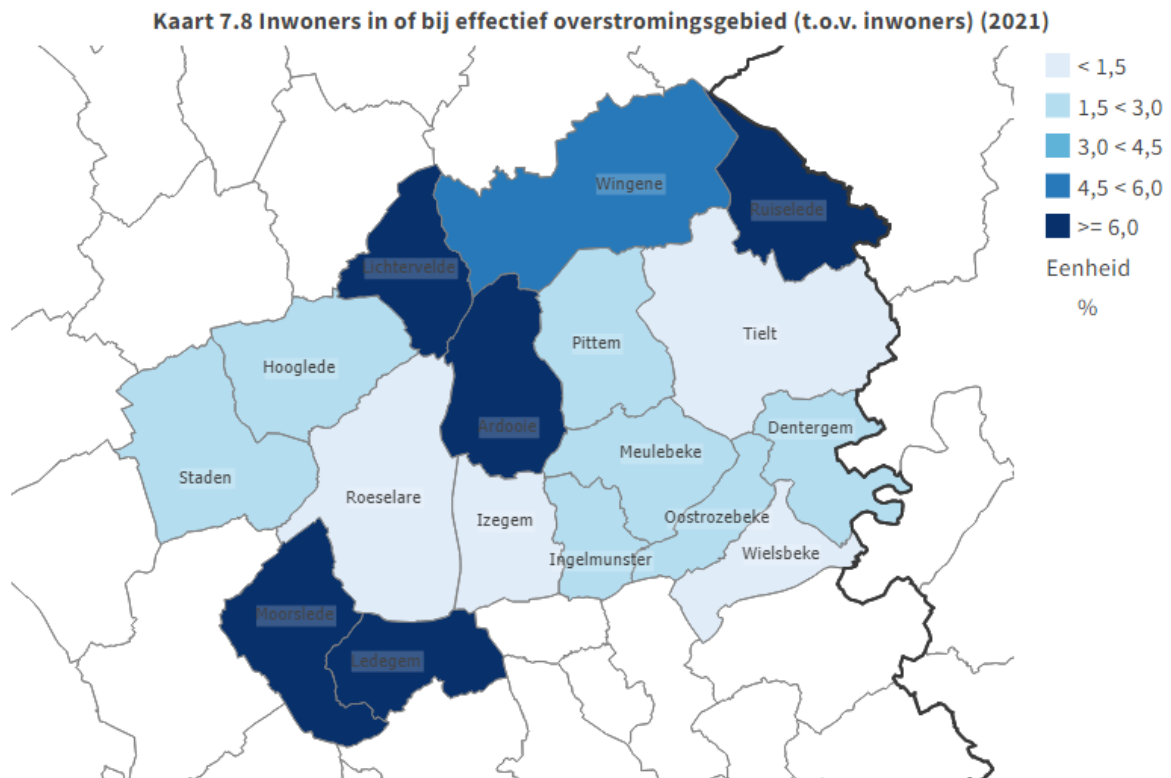 Kaart 7.8 Inwoners in of bij effectief overstromingsgebied (t.o.v. inwoners) (2021)
< 1,5
1,5 < 3,0
3,0 < 4,5
4,5 < 6,0
>= 6,0
Eenheid
%
Wingene
Ruiselede
Lichtervelde
Tielt
Pittem
Hooglede
Ardooie
Dentergem
Meulebeke
Staden
Roeselare
Izegem
Oostrozebeke
Wielsbeke
Ingelmunster
Moorslede
Ledegem